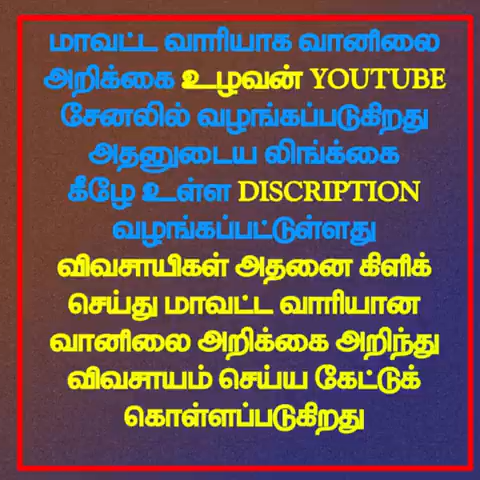 மாவட்ட வாரியாக வானிலை
அறிக்கை உழவன் YOUTUBE
சேனலில் வழங்கப்படுகிறது
அதனுடைய லிங்க்கை
கீழே உள்ள DISCRIPTION
வழங்கப்பட்டுள்ளது
விவசாயிகள் அதனை கிளிக்
செய்து மாவட்ட வாரியான
வானிலை அறிக்கை அறிந்து
விவசாயம் செய்ய கேட்டுக்
கொள்ளப்படுகிறது